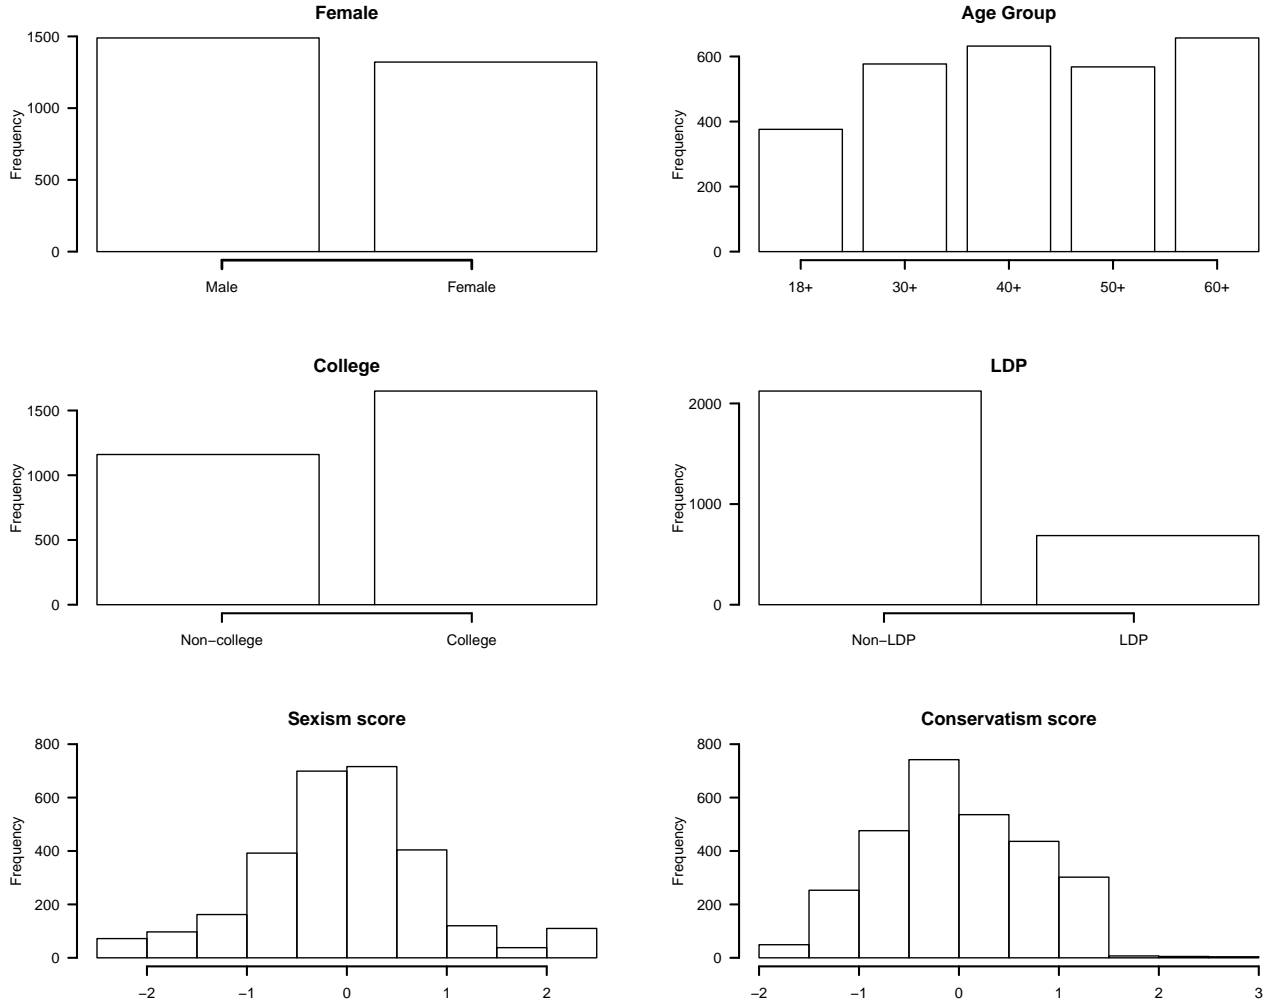 Female
Frequency
1500
1000
500
0
Male Female
Age Group
Frequency
600
400
200
0
18+ 30+ 40+ 50+ 60+
College
Frequency
1500
1000
500
0
Non−college College
LDP
Frequency
2000
1000
0
Non−LDP LDP
Sexism score
Frequency
800
600
400
200
0
−2 −1 0 1 2
Conservatism score
Frequency
800
600
400
200
0
−2 −1 0 1 2 3